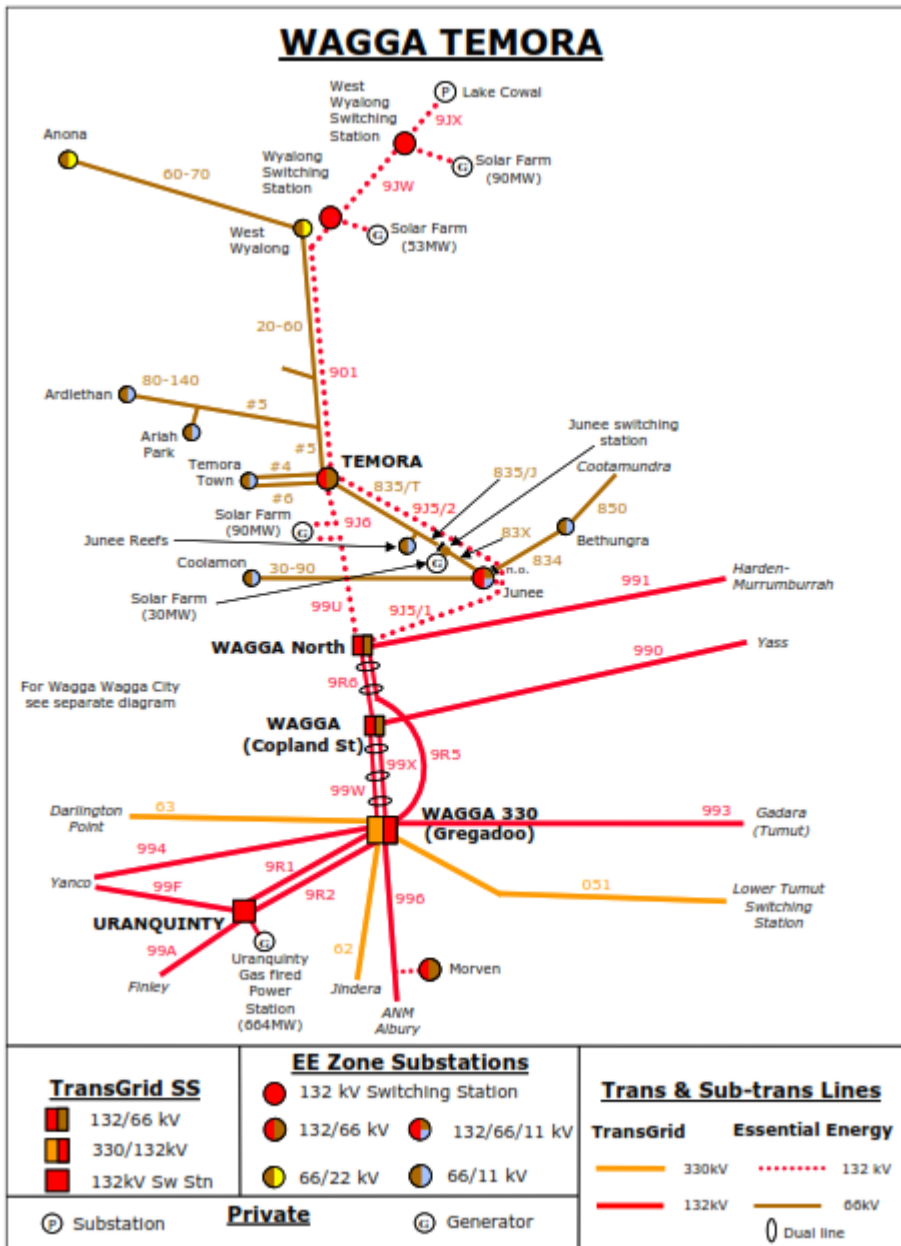 WAGGA TEMORA
West
Wyalong
Switching
Station
P
Lake Cowal
9JX
Anona
Wyalong
Switching
Station
G
Solar Farm
(90MW)
60-70
9JW
West
Wyalong
G
Solar Farm
(53MW)
20-60
901
80-140
Ardlethan
#5
Ariah
Park
Junee switching
station
#5
TEMORA
Cootamundra
Temora
Town
#4
835/T
835/J
#6
9J5/2
850
Solar Farm
(90MW)
G
9J6
83X
Bethungra
Junee Reefs
834
Coolamon
30-90
G
n.o.
Junee
991
Harden-
Murrumburrah
Solar Farm
(30MW)
99U
9J5/1
WAGGA North
990
Yass
9R6
For Wagga Wagga City
see separate diagram
WAGGA
(Copland St)
99X
9R5
99W
Darlington
Point
63
WAGGA 330
(Gregadoo)
993
Gadara
(Tumut)
994
9R1
Yanco
99F
9R2
996
051
Lower Tumut
Switching
Station
URANQUINTY
99A
G
62
Uranquinty
Gas fired
Power
Station
(664MW)
Morven
Finley
Jindera
ANM
Albury
TransGrid SS
132/66 kV
330/132kV
132kV Sw Stn
EE Zone Substations
132 kV Switching Station
132/66 kV
132/66/11 kV
66/22 kV
66/11 kV
Private
P
Substation
G
Generator
Trans & Sub-trans Lines
TransGrid
Essential Energy
330kV
132 kV
132kV
66kV
Dual line